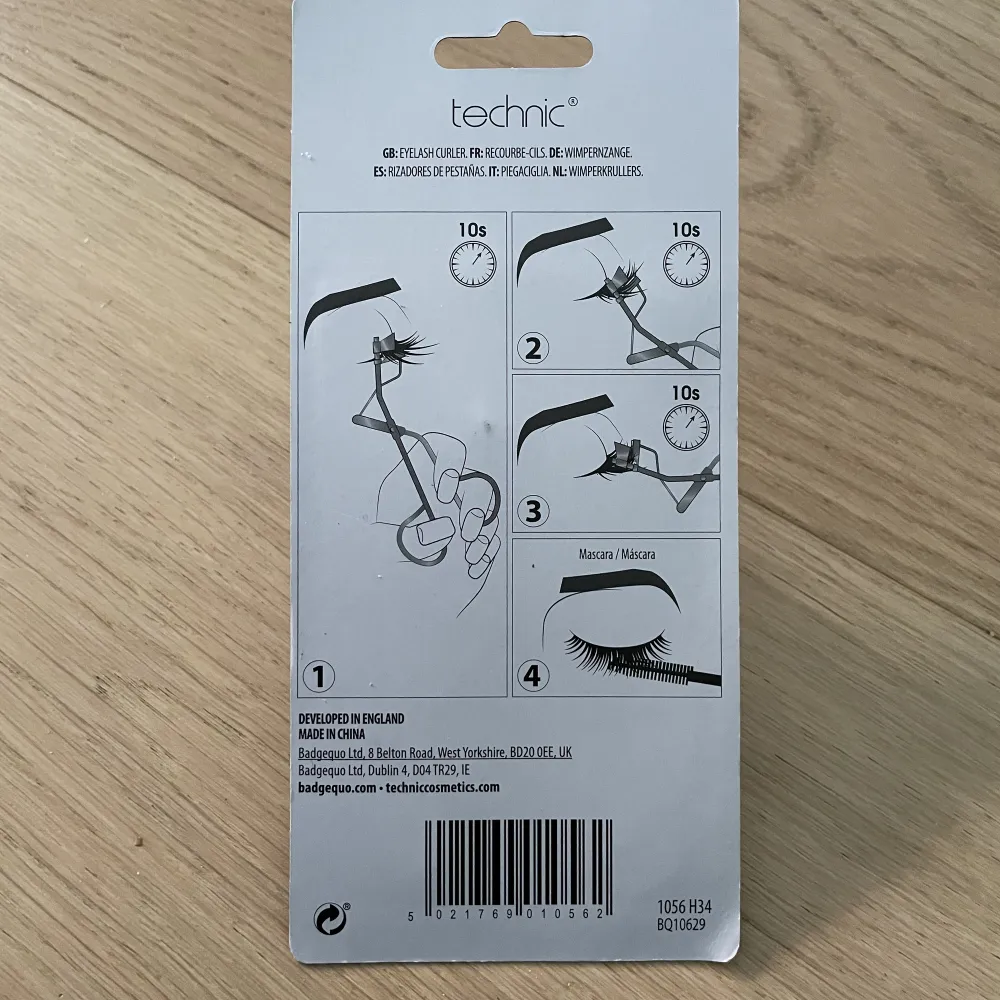 technic®
GB: EYELASH CURLER. FR: RECOURBE-CILS. DE: WIMPERNZANGE.
ES: RIZADORES DE PESTAÑAS. IT: PIEGACIGLIA. NL: WIMPERKRULLERS.
10s
1
10s
2
10s
3
Mascara / Máscara
4
DEVELOPED IN ENGLAND
MADE IN CHINA
Badgequo Ltd, 8 Belton Road, West Yorkshire, BD20 0EE, UK
Badgequo Ltd, Dublin 4, D04 TR29, IE
badgequo.com • techniccosmetics.com
5 021769 010562
®
1056 H34
BQ10629